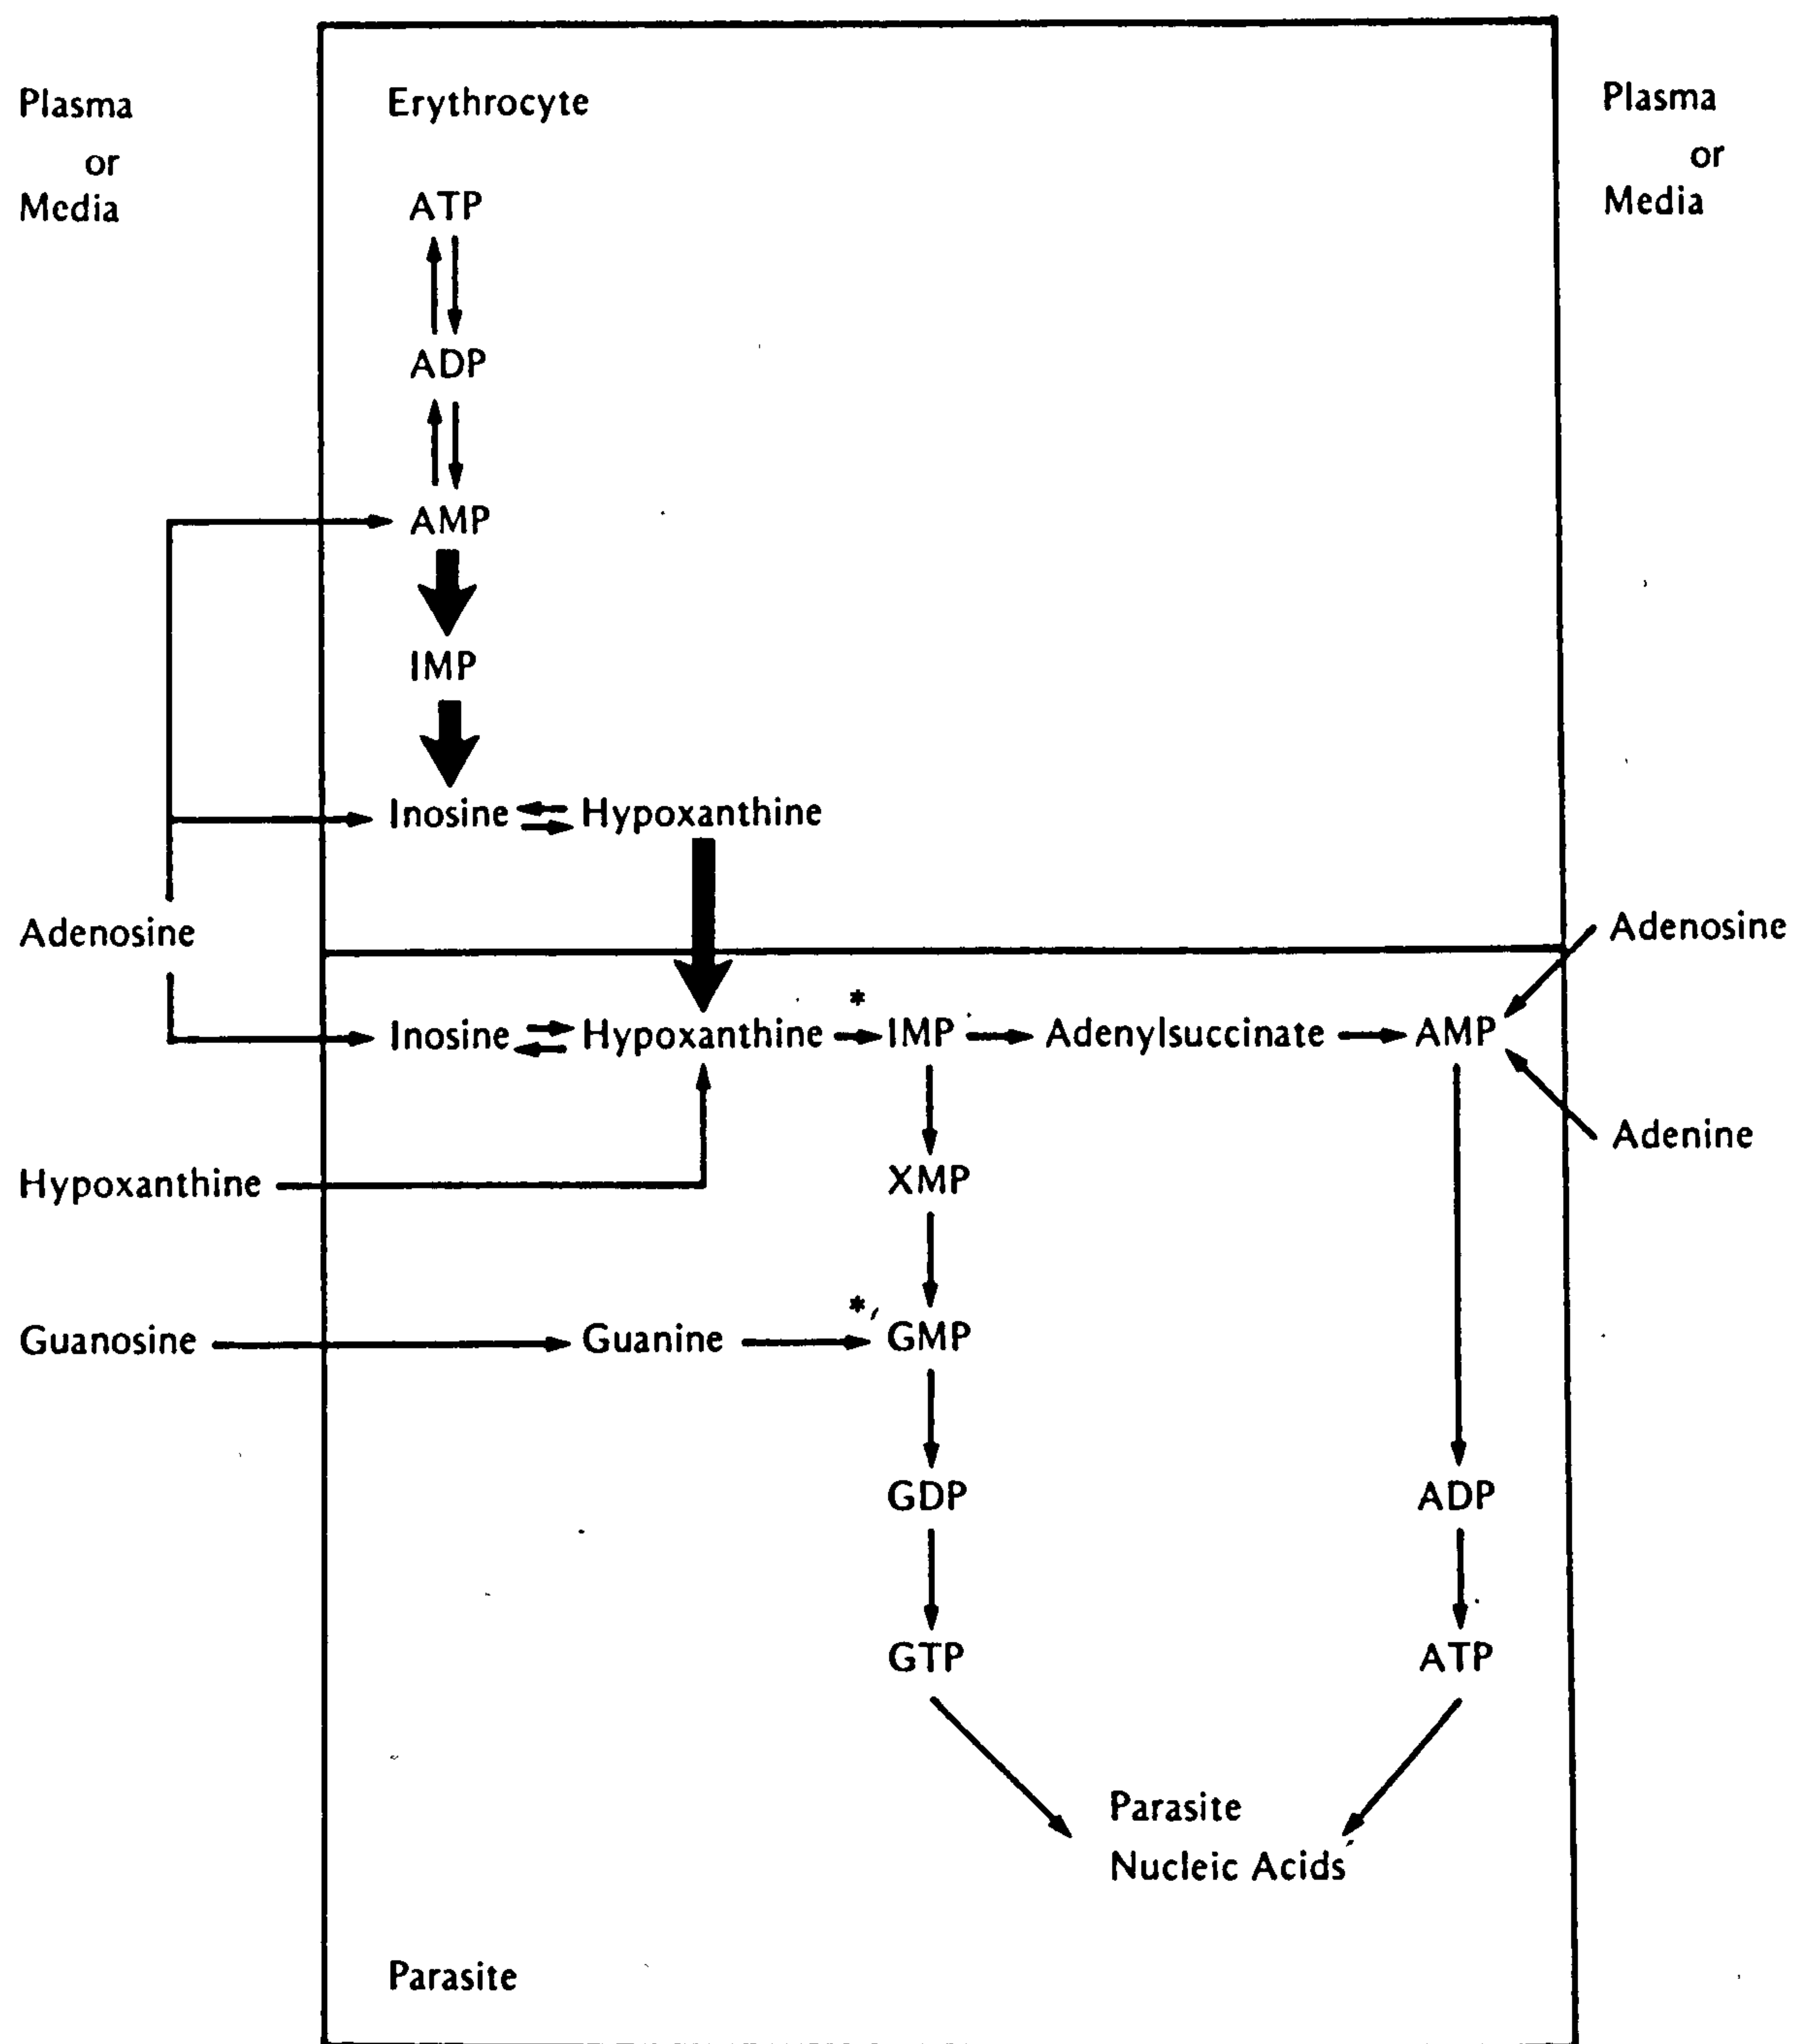 Plasma
or
Media
Erythrocyte
Plasma
or
Media
ATP
ADP
AMP
IMP
Inosine Hypoxanthine
Adenosine
Adenosine
Inosine Hypoxanthine * IMP Adenylsuccinate AMP
Adenine
Hypoxanthine
XMP
Guanosine Guanine * GMP
GDP ADP
GTP ATP
Parasite
Nucleic Acids
Parasite